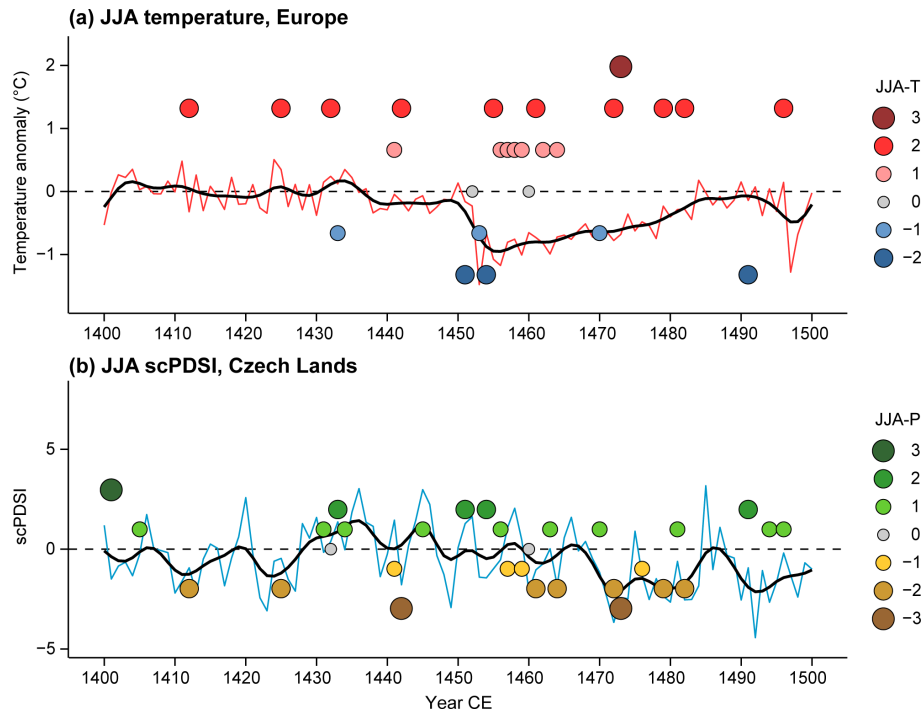 (a) JJA temperature, Europe
Temperature anomaly (°C)
2
1
0
−1
1400 1410 1420 1430 1440 1450 1460 1470 1480 1490 1500
JJA-T
3
2
1
0
−1
−2
(b) JJA scPDSI, Czech Lands
scPDSI
5
0
−5
1400 1410 1420 1430 1440 1450 1460 1470 1480 1490 1500
Year CE
JJA-P
3
2
1
0
−1
−2
−3